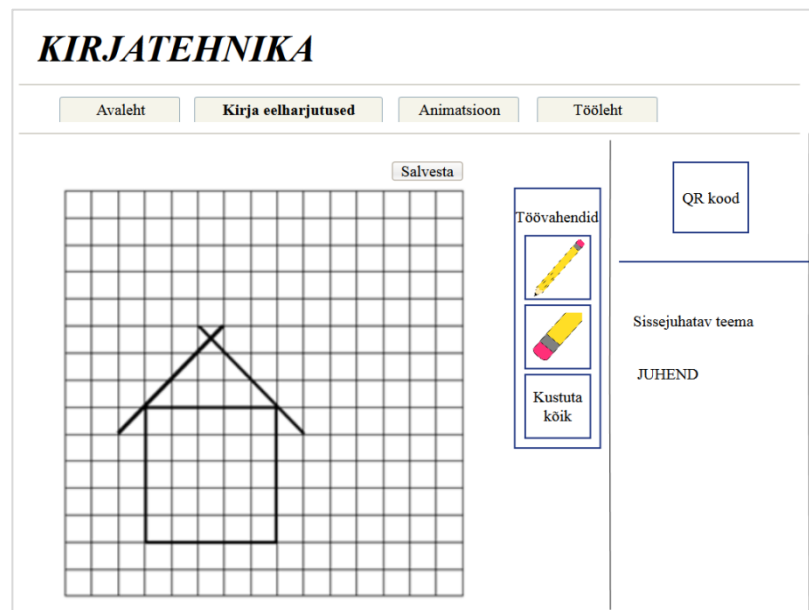 KIRJATEHNIKA
Avaleht
Kirja eelharjutused
Animatsioon
Tööleht
Salvesta
Töövahendid
Kustuta
kõik
QR kood
Sissejuhatav teema
JUHEND